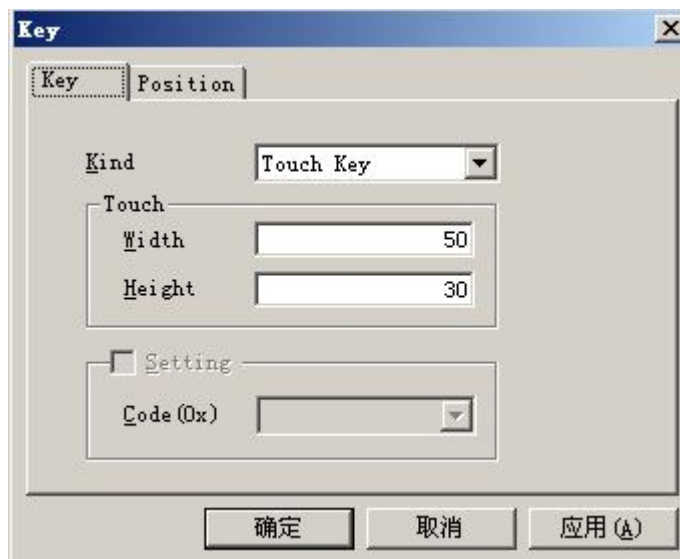 Key
Key Position
Kind Touch Key
Touch
Width 50
Height 30
Setting
Code(0x)
确定 取消 应用(A)